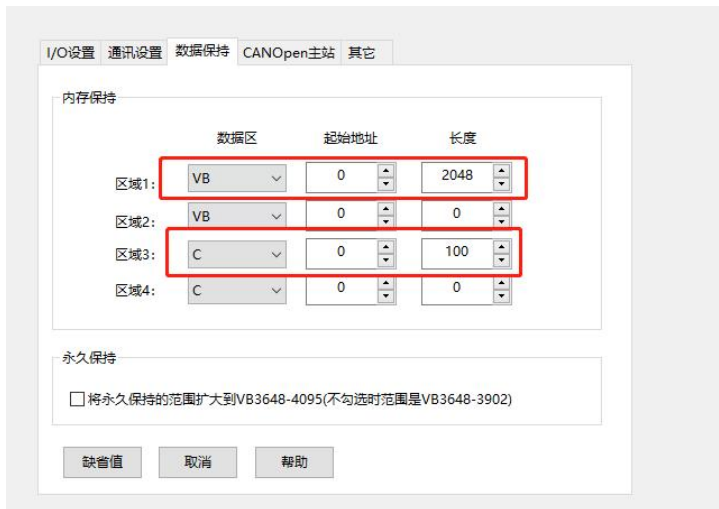 I/O设置 通讯设置 数据保持 CANOpen主站 其它
内存保持
数据区 起始地址 长度
区域1: VB 0 2048
区域2: VB 0 0
区域3: C 0 100
区域4: C 0 0
永久保持
将永久保持的范围扩大到VB3648-4095(不勾选时范围是VB3648-3902)
缺省值 取消 帮助